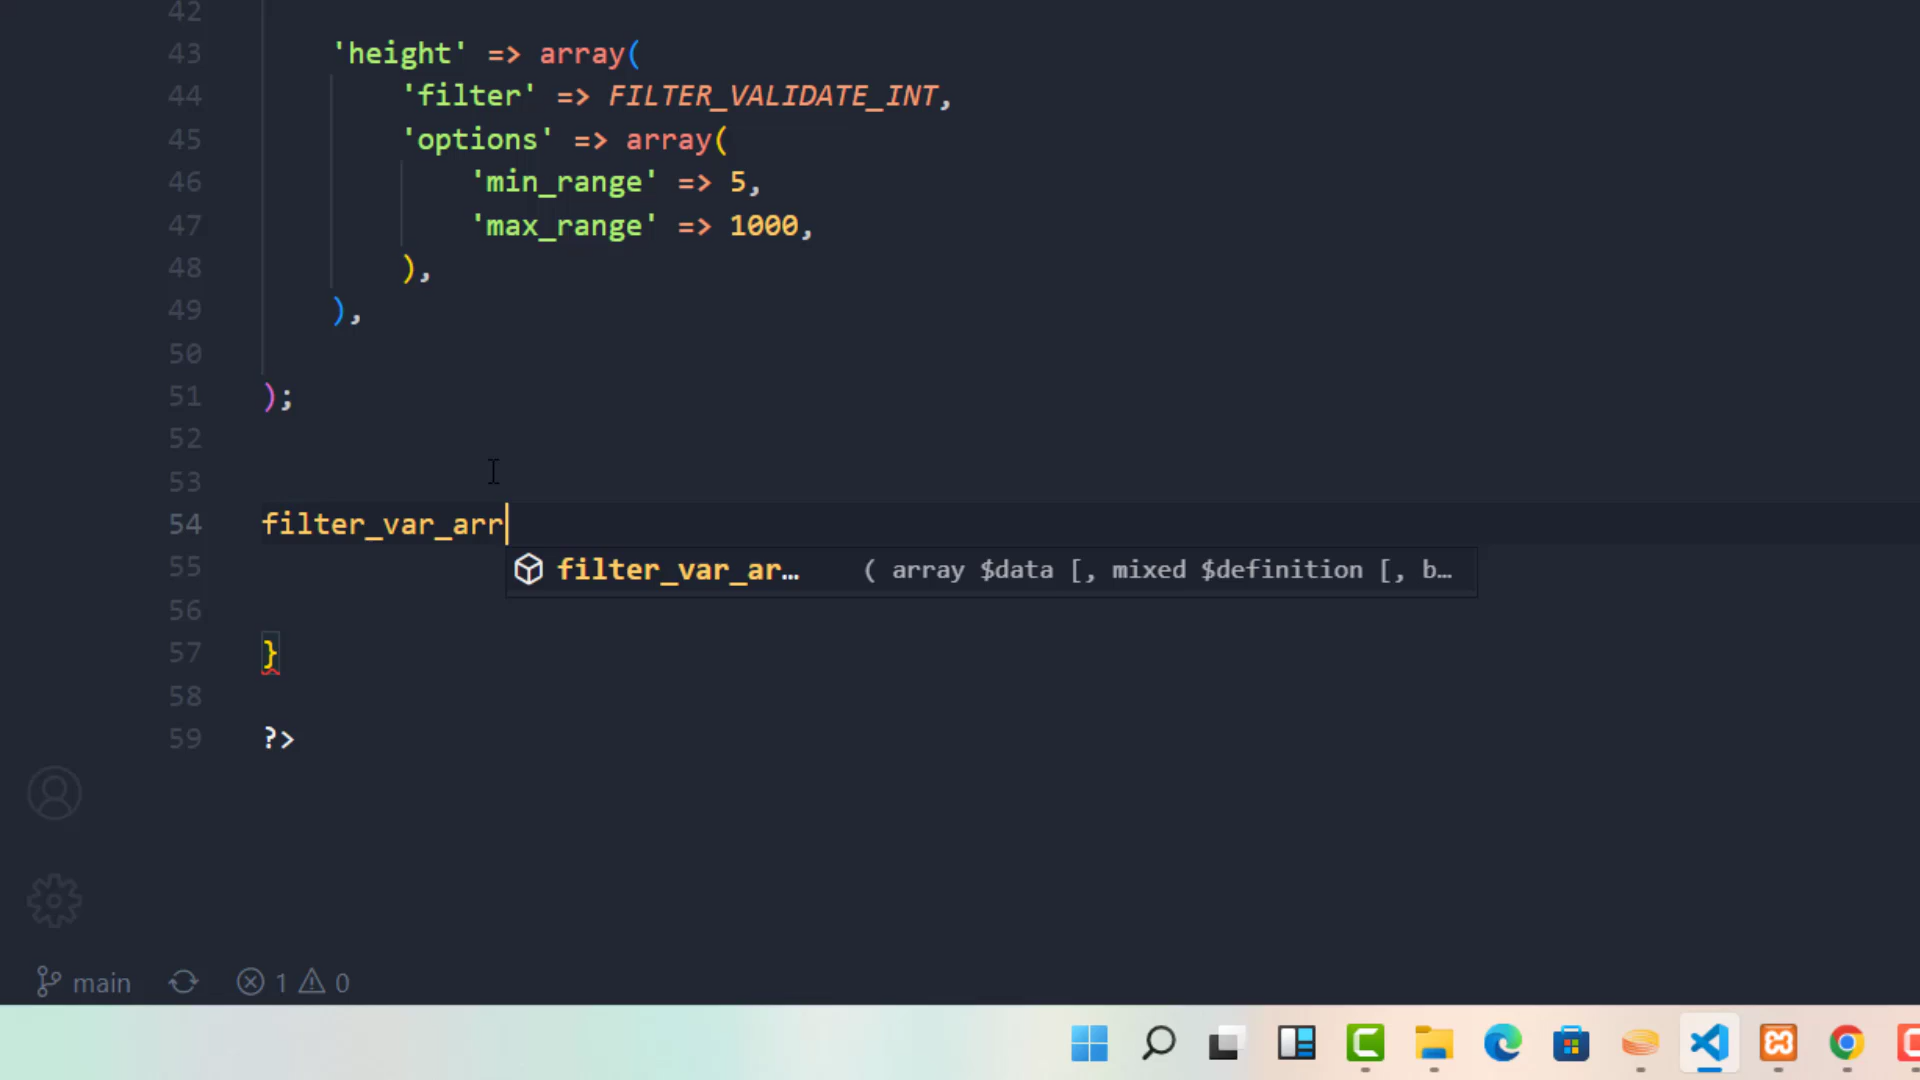 42
43 'height' => array(
44 'filter' => FILTER_VALIDATE_INT,
45 'options' => array(
46 'min_range' => 5,
47 'max_range' => 1000,
48 ),
49 ),
50
51 );
52
53
54 filter_var_arr
55 filter_var_ar… ( array $data [, mixed $definition [, b…
56
57 }
58
59 ?>
main 1 0